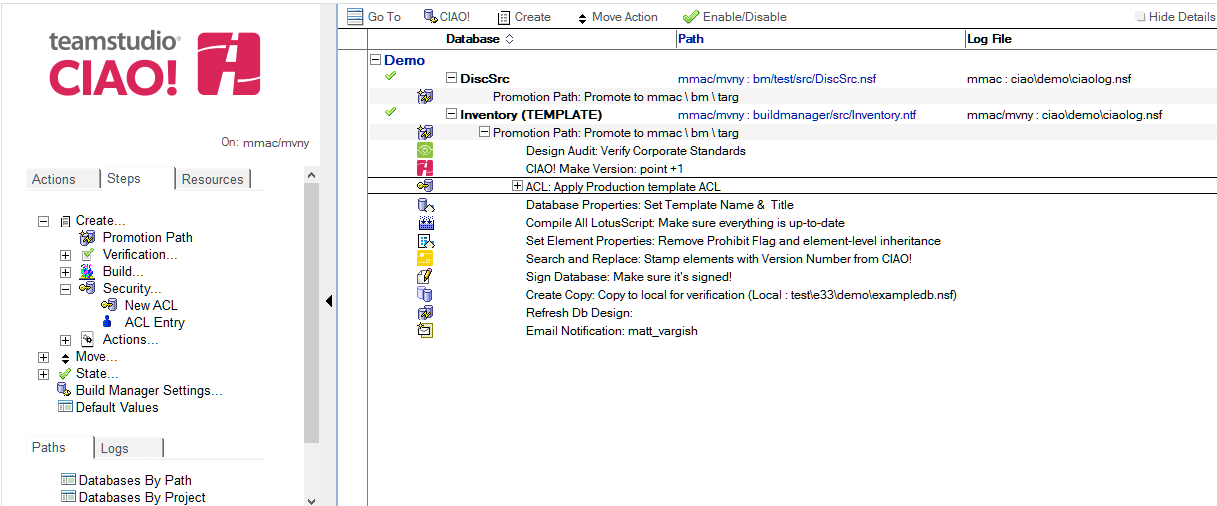 teamstudio
CIAO!
On: mmac/mvny
Actions
Steps
Resources
Create...
Promotion Path
Verification...
Build...
Security...
New ACL
ACL Entry
Actions...
Move...
State...
Build Manager Settings...
Default Values
Paths
Logs
Databases By Path
Databases By Project
Go To CIAO! Create Move Action Enable/Disable Hide Details
Database Path Log File
Demo
DiscSrc mmac/mvny : bm/test/src/DiscSrc.nsf mmac : ciao\demo\ciaolog.nsf
Promotion Path: Promote to mmac \ bm \ targ
Inventory (TEMPLATE) mmac/mvny : buildmanager/src/Inventory.ntf mmac/mvny : ciao\demo\ciaolog.nsf
Promotion Path: Promote to mmac \ bm \ targ
Design Audit: Verify Corporate Standards
CIAO! Make Version: point +1
ACL: Apply Production template ACL
Database Properties: Set Template Name & Title
Compile All LotusScript: Make sure everything is up-to-date
Set Element Properties: Remove Prohibit Flag and element-level inheritance
Search and Replace: Stamp elements with Version Number from CIAO!
Sign Database: Make sure it's signed!
Create Copy: Copy to local for verification (Local : test\e33\demo\exampledb.nsf)
Refresh Db Design:
Email Notification: matt_vargish